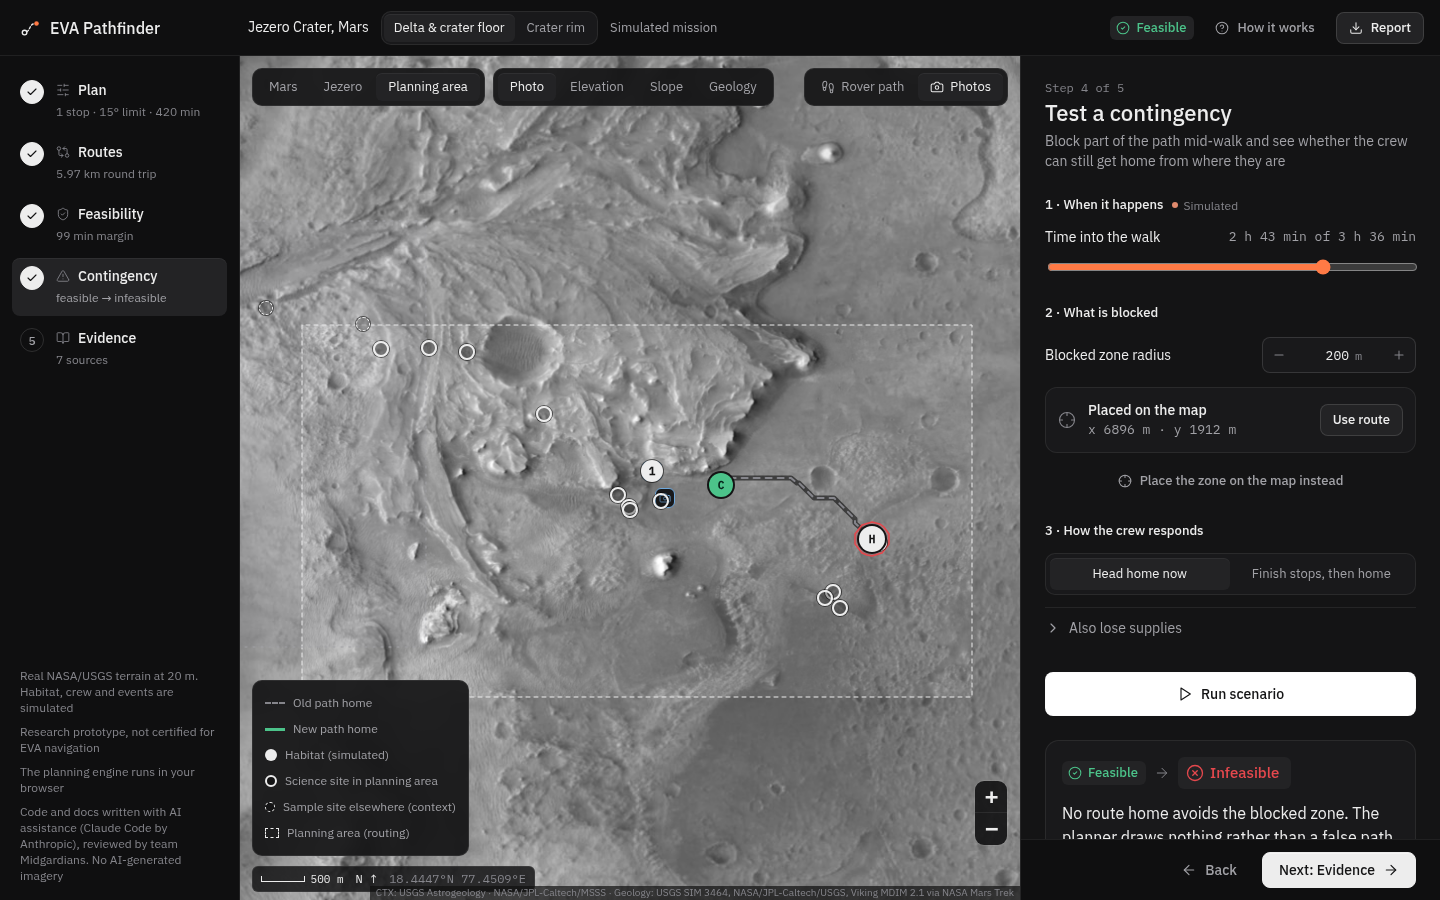 EVA Pathfinder
Jezero Crater, Mars
Delta & crater floor
Crater rim
Simulated mission
Feasible
How it works
Report
Plan
1 stop · 15° limit · 420 min
Routes
5.97 km round trip
Feasibility
99 min margin
Contingency
feasible → infeasible
5
Evidence
7 sources
Real NASA/USGS terrain at 20 m.
Habitat, crew and events are
simulated
Research prototype, not certified for
EVA navigation
The planning engine runs in your
browser
Code and docs written with AI
assistance (Claude Code by
Anthropic), reviewed by team
Midgardians. No AI-generated
imagery
Mars
Jezero
Planning area
Photo
Elevation
Slope
Geology
Rover path
Photos
1
C
H
Old path home
New path home
Habitat (simulated)
Science site in planning area
Sample site elsewhere (context)
Planning area (routing)
500 m N ↑ 18.4447°N 77.4509°E
CTX: USGS Astrogeology · NASA/JPL-Caltech/MSSS · Geology: USGS SIM 3464, NASA/JPL-Caltech/USGS, Viking MDIM 2.1 via NASA Mars Trek
+
−
Step 4 of 5
Test a contingency
Block part of the path mid-walk and see whether the crew
can still get home from where they are
1 · When it happens
Simulated
Time into the walk
2 h 43 min of 3 h 36 min
2 · What is blocked
Blocked zone radius
− 200 m +
Placed on the map
x 6896 m · y 1912 m
Use route
Place the zone on the map instead
3 · How the crew responds
Head home now
Finish stops, then home
Also lose supplies
Run scenario
Feasible → Infeasible
No route home avoids the blocked zone. The
planner draws nothing rather than a false path
Back
Next: Evidence →